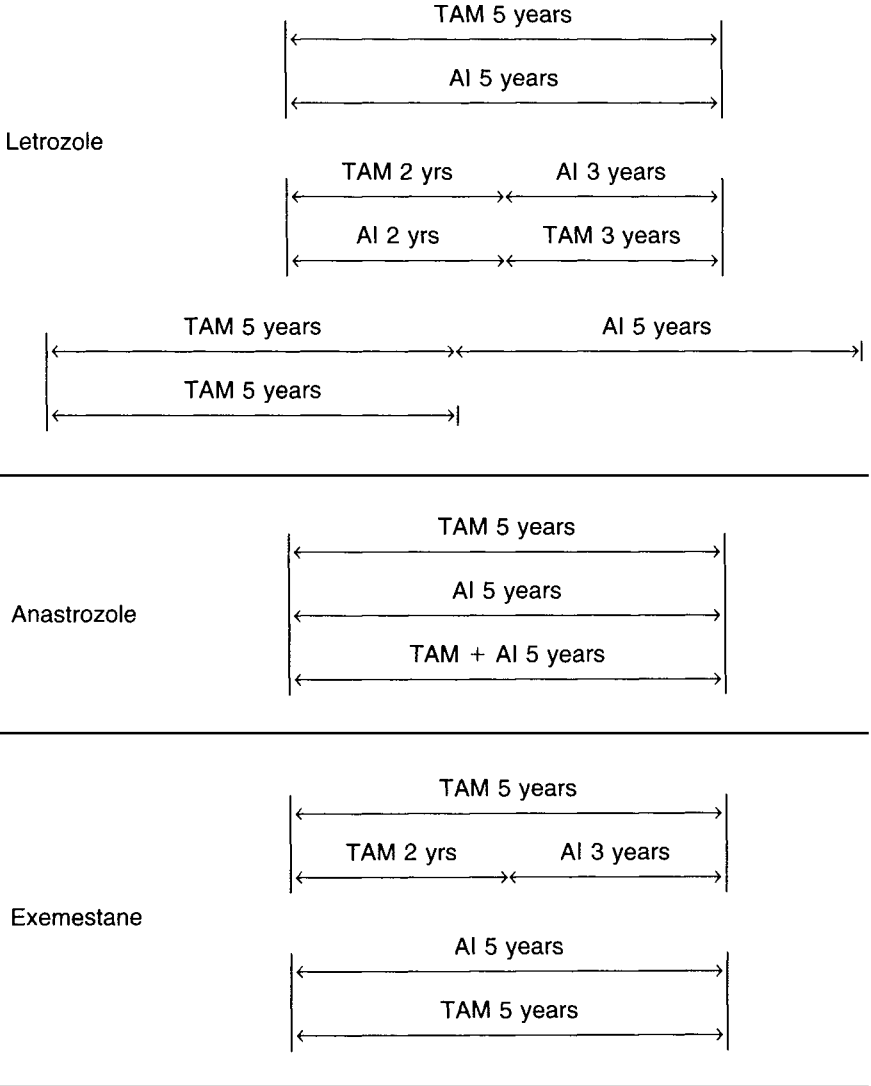 TAM 5 years
AI 5 years
Letrozole
TAM 2 yrs AI 3 years
AI 2 yrs TAM 3 years
TAM 5 years AI 5 years
TAM 5 years
TAM 5 years
AI 5 years
Anastrozole
TAM + AI 5 years
TAM 5 years
TAM 2 yrs AI 3 years
Exemestane
AI 5 years
TAM 5 years